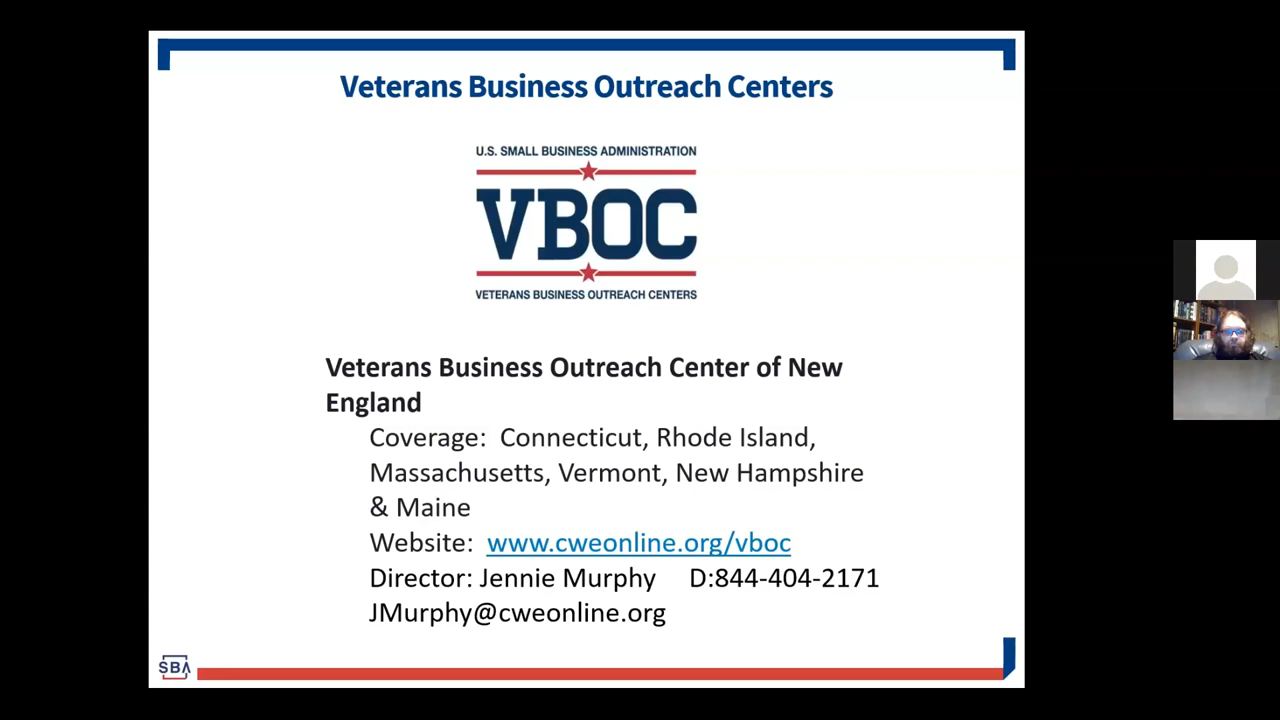 Veterans Business Outreach Centers
U.S. SMALL BUSINESS ADMINISTRATION
VBOC
VETERANS BUSINESS OUTREACH CENTERS
Veterans Business Outreach Center of New
England
Coverage:  Connecticut, Rhode Island,
Massachusetts, Vermont, New Hampshire
& Maine
Website:  www.cweonline.org/vboc
Director: Jennie Murphy     D:844-404-2171
JMurphy@cweonline.org
SBA